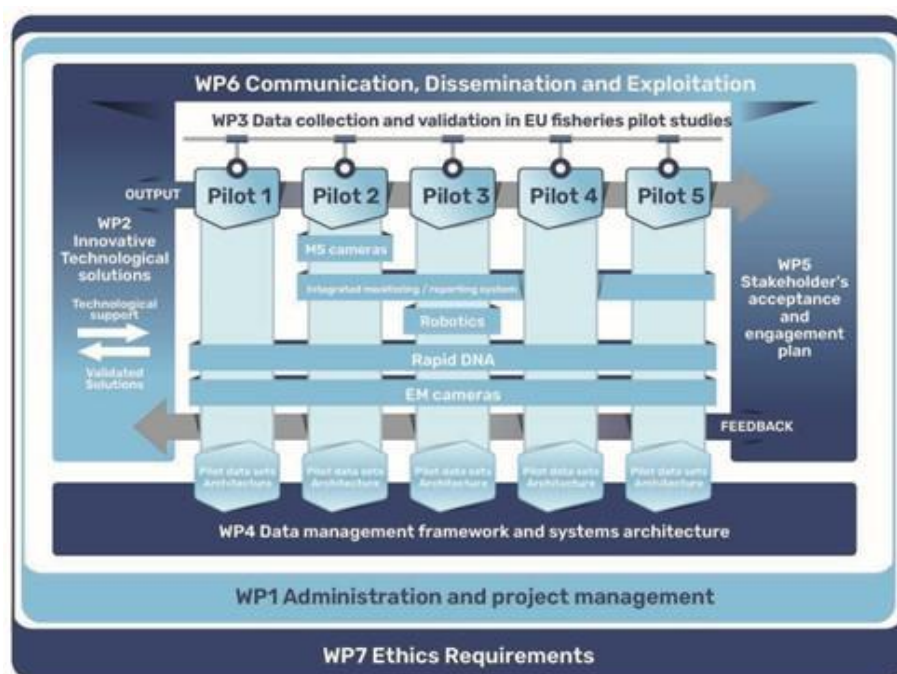 WP6 Communication, Dissemination and Exploitation
WP3 Data collection and validation in EU fisheries pilot studies
OUTPUT
Pilot 1
Pilot 2
Pilot 3
Pilot 4
Pilot 5
WP2
Innovative
Technological
solutions
Technological
support
Validated
Solutions
MS cameras
Integrated monitoring / reporting system
Robotics
Rapid DNA
EM cameras
WP5
Stakeholder's
acceptance
and
engagement
plan
FEEDBACK
Pilot data sets
Architecture
Pilot data sets
Architecture
Pilot data sets
Architecture
Pilot data sets
Architecture
Pilot data sets
Architecture
WP4 Data management framework and systems architecture
WP1 Administration and project management
WP7 Ethics Requirements